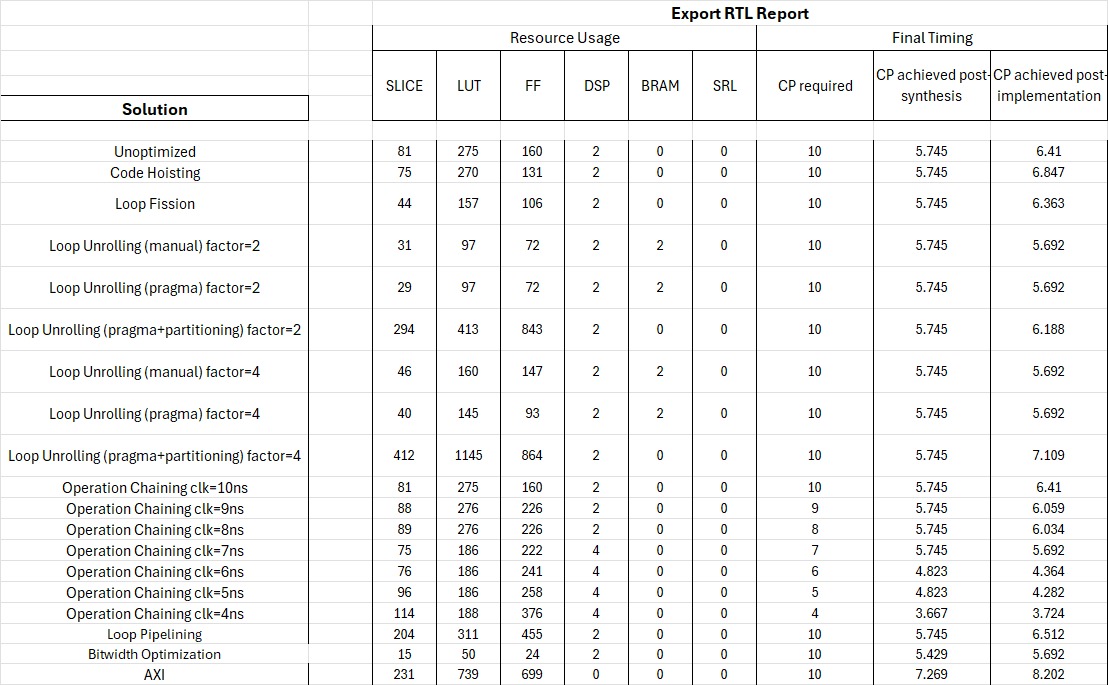 Export RTL Report
Resource Usage Final Timing
Solution SLICE LUT FF DSP BRAM SRL CP required CP achieved post-synthesis CP achieved post-implementation
Unoptimized 81 275 160 2 0 0 10 5.745 6.41
Code Hoisting 75 270 131 2 0 0 10 5.745 6.847
Loop Fission 44 157 106 2 0 0 10 5.745 6.363
Loop Unrolling (manual) factor=2 31 97 72 2 2 0 10 5.745 5.692
Loop Unrolling (pragma) factor=2 29 97 72 2 2 0 10 5.745 5.692
Loop Unrolling (pragma+partitioning) factor=2 294 413 843 2 0 0 10 5.745 6.188
Loop Unrolling (manual) factor=4 46 160 147 2 2 0 10 5.745 5.692
Loop Unrolling (pragma) factor=4 40 145 93 2 2 0 10 5.745 5.692
Loop Unrolling (pragma+partitioning) factor=4 412 1145 864 2 0 0 10 5.745 7.109
Operation Chaining clk=10ns 81 275 160 2 0 0 10 5.745 6.41
Operation Chaining clk=9ns 88 276 226 2 0 0 9 5.745 6.059
Operation Chaining clk=8ns 89 276 226 2 0 0 8 5.745 6.034
Operation Chaining clk=7ns 75 186 222 4 0 0 7 5.745 5.692
Operation Chaining clk=6ns 76 186 241 4 0 0 6 4.823 4.364
Operation Chaining clk=5ns 96 186 258 4 0 0 5 4.823 4.282
Operation Chaining clk=4ns 114 188 376 4 0 0 4 3.667 3.724
Loop Pipelining 204 311 455 2 0 0 10 5.745 6.512
Bitwidth Optimization 15 50 24 2 0 0 10 5.429 5.692
AXI 231 739 699 0 0 0 10 7.269 8.202